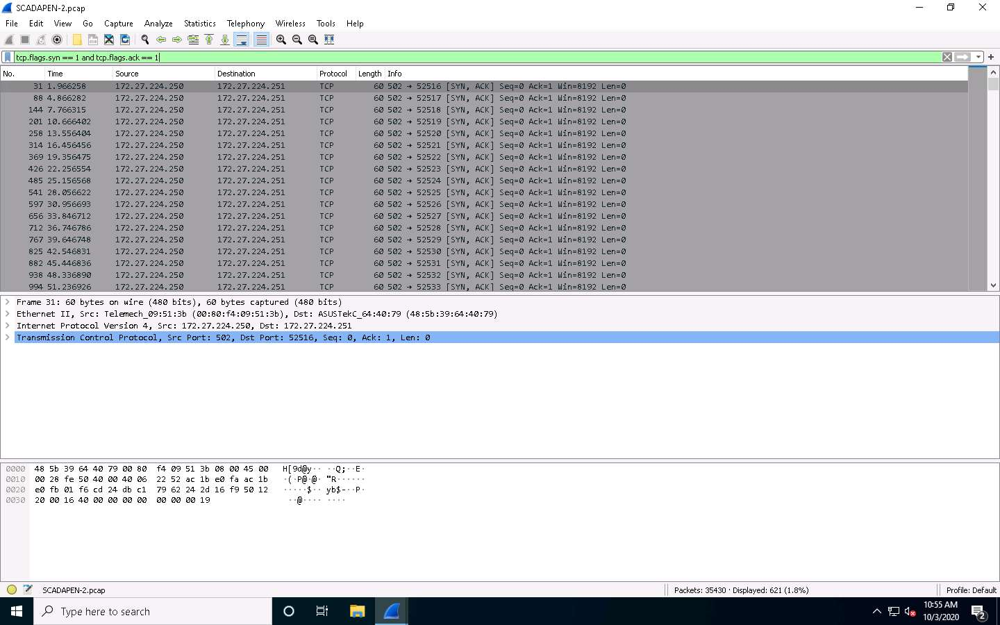 SCADAPEN-2.pcap
File Edit View Go Capture Analyze Statistics Telephony Wireless Tools Help
tcp.flags.syn == 1 and tcp.flags.ack == 1
No. Time Source Destination Protocol Length Info
31 1.966258 172.27.224.250 172.27.224.251 TCP 60 502 → 52516 [SYN, ACK] Seq=0 Ack=1 Win=8192 Len=0
88 4.866282 172.27.224.250 172.27.224.251 TCP 60 502 → 52517 [SYN, ACK] Seq=0 Ack=1 Win=8192 Len=0
144 7.766315 172.27.224.250 172.27.224.251 TCP 60 502 → 52518 [SYN, ACK] Seq=0 Ack=1 Win=8192 Len=0
201 10.666402 172.27.224.250 172.27.224.251 TCP 60 502 → 52519 [SYN, ACK] Seq=0 Ack=1 Win=8192 Len=0
258 13.556404 172.27.224.250 172.27.224.251 TCP 60 502 → 52520 [SYN, ACK] Seq=0 Ack=1 Win=8192 Len=0
314 16.456456 172.27.224.250 172.27.224.251 TCP 60 502 → 52521 [SYN, ACK] Seq=0 Ack=1 Win=8192 Len=0
369 19.356475 172.27.224.250 172.27.224.251 TCP 60 502 → 52522 [SYN, ACK] Seq=0 Ack=1 Win=8192 Len=0
426 22.256554 172.27.224.250 172.27.224.251 TCP 60 502 → 52523 [SYN, ACK] Seq=0 Ack=1 Win=8192 Len=0
485 25.156568 172.27.224.250 172.27.224.251 TCP 60 502 → 52524 [SYN, ACK] Seq=0 Ack=1 Win=8192 Len=0
541 28.056622 172.27.224.250 172.27.224.251 TCP 60 502 → 52525 [SYN, ACK] Seq=0 Ack=1 Win=8192 Len=0
597 30.956693 172.27.224.250 172.27.224.251 TCP 60 502 → 52526 [SYN, ACK] Seq=0 Ack=1 Win=8192 Len=0
656 33.846712 172.27.224.250 172.27.224.251 TCP 60 502 → 52527 [SYN, ACK] Seq=0 Ack=1 Win=8192 Len=0
712 36.746786 172.27.224.250 172.27.224.251 TCP 60 502 → 52528 [SYN, ACK] Seq=0 Ack=1 Win=8192 Len=0
767 39.646748 172.27.224.250 172.27.224.251 TCP 60 502 → 52529 [SYN, ACK] Seq=0 Ack=1 Win=8192 Len=0
825 42.546831 172.27.224.250 172.27.224.251 TCP 60 502 → 52530 [SYN, ACK] Seq=0 Ack=1 Win=8192 Len=0
882 45.446836 172.27.224.250 172.27.224.251 TCP 60 502 → 52531 [SYN, ACK] Seq=0 Ack=1 Win=8192 Len=0
938 48.336890 172.27.224.250 172.27.224.251 TCP 60 502 → 52532 [SYN, ACK] Seq=0 Ack=1 Win=8192 Len=0
994 51.236926 172.27.224.250 172.27.224.251 TCP 60 502 → 52533 [SYN, ACK] Seq=0 Ack=1 Win=8192 Len=0
Frame 31: 60 bytes on wire (480 bits), 60 bytes captured (480 bits)
Ethernet II, Src: Telemech_09:51:3b (00:80:f4:09:51:3b), Dst: ASUSTekC_64:40:79 (48:5b:39:64:40:79)
Internet Protocol Version 4, Src: 172.27.224.250, Dst: 172.27.224.251
Transmission Control Protocol, Src Port: 502, Dst Port: 52516, Seq: 0, Ack: 1, Len: 0
0000 48 5b 39 64 40 79 00 80 f4 09 51 3b 08 00 45 00 H[9d@y·· ··Q;··E·
0010 00 28 fe 50 40 00 40 06 22 52 ac 1b e0 fa ac 1b ·(·P@·@· "R······
0020 e0 fb 01 f6 cd 24 db c1 79 62 24 2d 16 f9 50 12 ·····$·· yb$-··P·
0030 20 00 16 40 00 00 00 00 00 00 00 19 ··@···· ····
SCADAPEN-2.pcap Packets: 35430 · Displayed: 621 (1.8%) Profile: Default
Type here to search
10:55 AM
10/3/2020
2